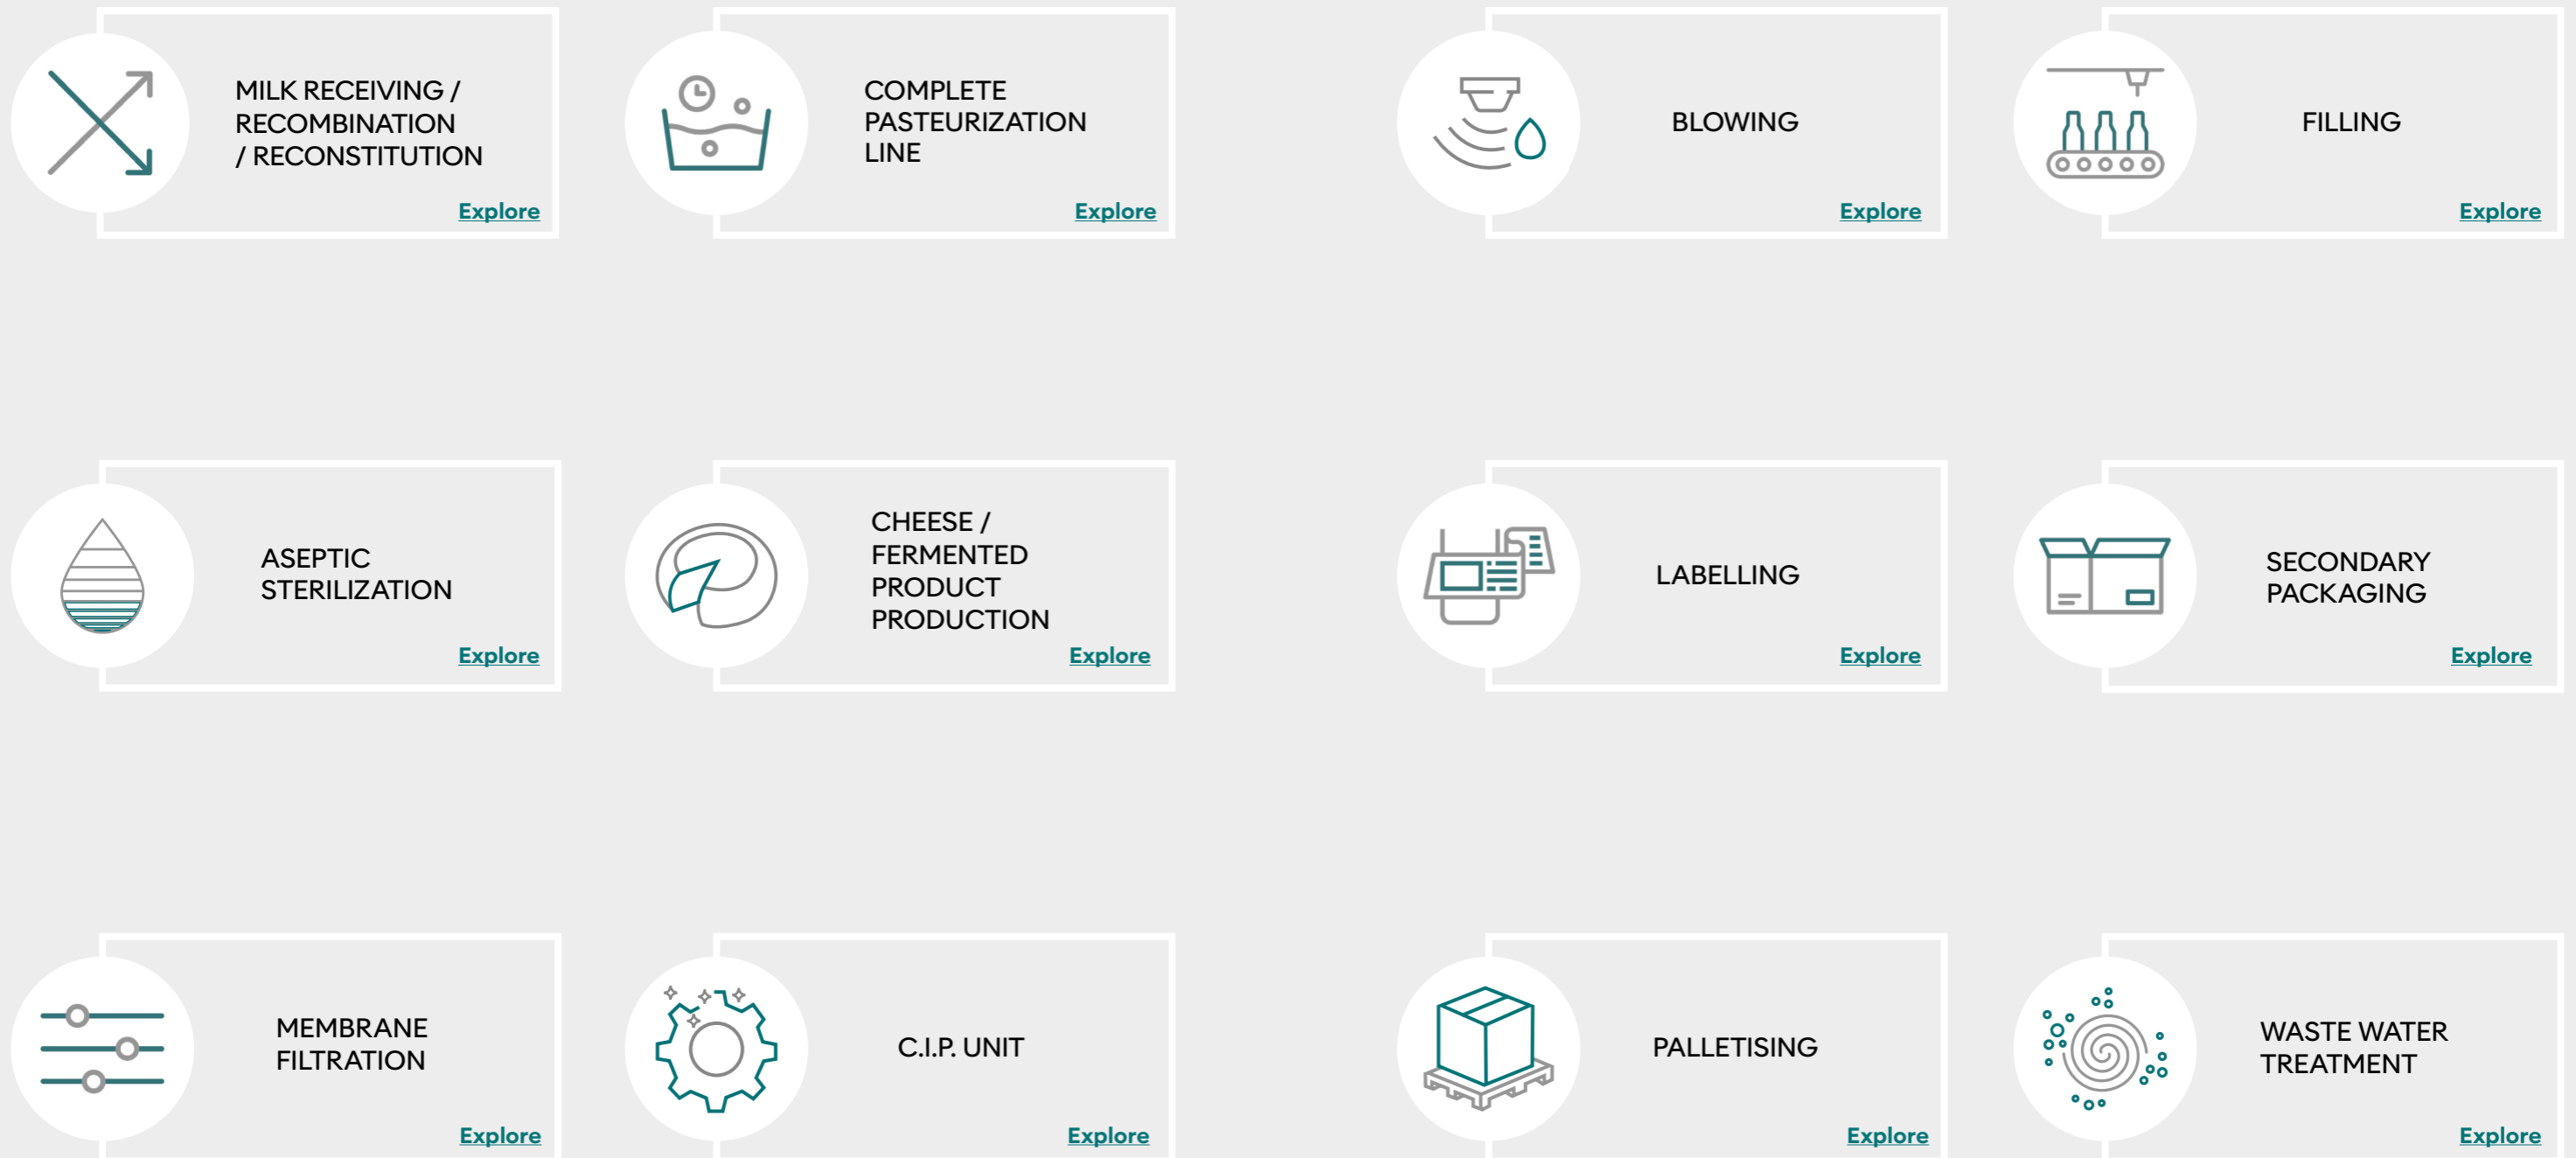 MILK RECEIVING /
RECOMBINATION
/ RECONSTITUTION
Explore
COMPLETE
PASTEURIZATION
LINE
Explore
BLOWING
Explore
FILLING
Explore
ASEPTIC
STERILIZATION
Explore
CHEESE /
FERMENTED
PRODUCT
PRODUCTION
Explore
LABELLING
Explore
SECONDARY
PACKAGING
Explore
MEMBRANE
FILTRATION
Explore
C.I.P. UNIT
Explore
PALLETISING
Explore
WASTE WATER
TREATMENT
Explore